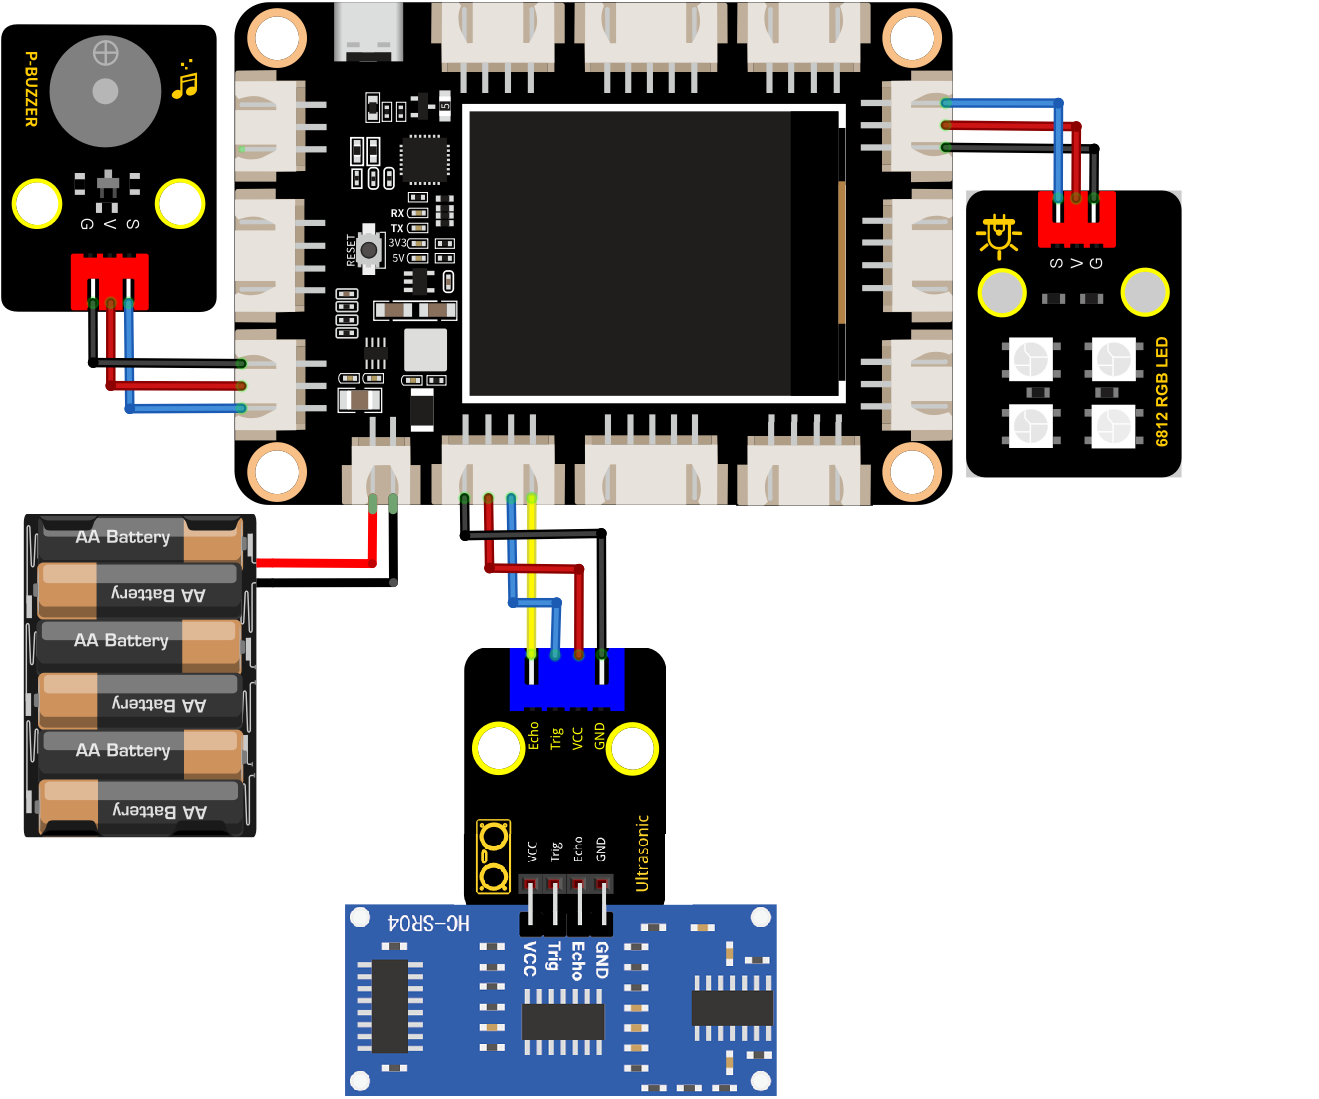 P-BUZZER
G
V
S
RX
TX
3V3
5V
RESET
5
S
V
G
6812 RGB LED
AA Battery
AA Battery
AA Battery
AA Battery
AA Battery
AA Battery
Echo
Trig
VCC
GND
VCC
Trig
Echo
GND
Ultrasonic
HC-SR04
VCC
Trig
Echo
GND